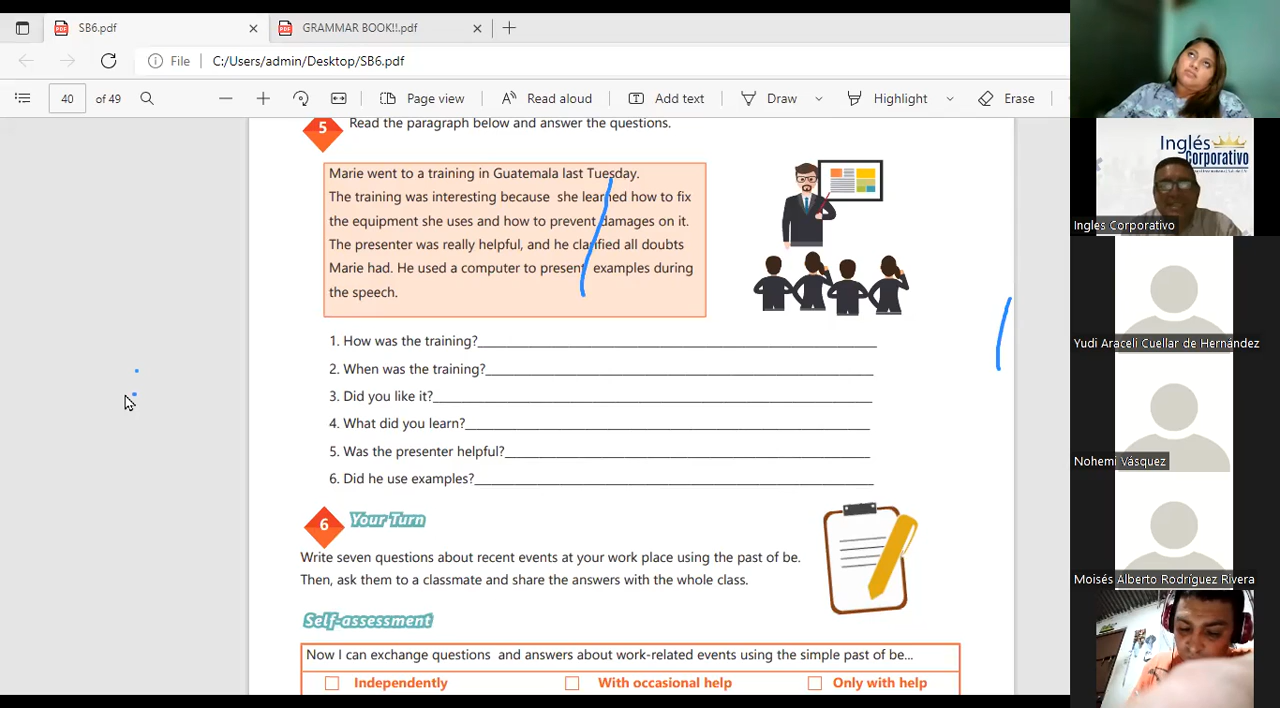 SB6.pdf
GRAMMAR BOOK!!.pdf
File C:/Users/admin/Desktop/SB6.pdf
40 of 49 Page view Read aloud Add text Draw Highlight Erase
5 Read the paragraph below and answer the questions.
Marie went to a training in Guatemala last Tuesday.
The training was interesting because she learned how to fix
the equipment she uses and how to prevent damages on it.
The presenter was really helpful, and he clarified all doubts
Marie had. He used a computer to present examples during
the speech.
1. How was the training?
2. When was the training?
3. Did you like it?
4. What did you learn?
5. Was the presenter helpful?
6. Did he use examples?
6 Your Turn
Write seven questions about recent events at your work place using the past of be.
Then, ask them to a classmate and share the answers with the whole class.
Self-assessment
Now I can exchange questions and answers about work-related events using the simple past of be...
Independently With occasional help Only with help
Inglés
Corporativo
Ingles Corporativo
Yudi Araceli Cuellar de Hernández
Nohemi Vásquez
Moisés Alberto Rodríguez Rivera